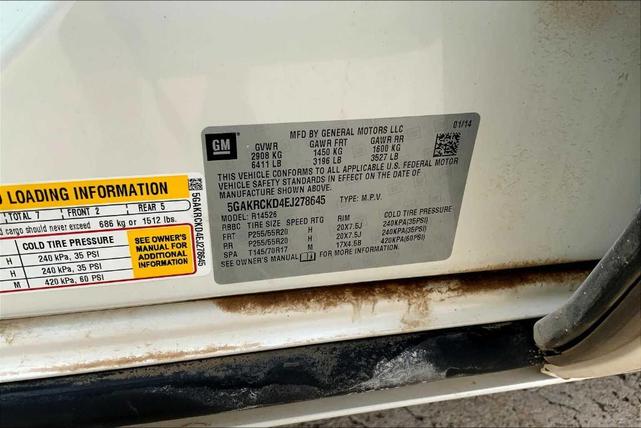 LOADING INFORMATION
TOTAL 7 FRONT 2 REAR 5
d cargo should never exceed 686 kg or 1512 lbs.
COLD TIRE PRESSURE
H 240 kPa, 35 PSI
H 240 kPa, 35 PSI
M 420 kPa, 60 PSI
SEE OWNER'S
MANUAL FOR
ADDITIONAL
INFORMATION
5GAKRCKD4EJ278645
GM
01/14
MFD BY GENERAL MOTORS LLC
GVWR GAWR FRT GAWR RR
2908 KG 1450 KG 1600 KG
6411 LB 3196 LB 3527 LB
THIS VEHICLE CONFORMS TO ALL APPLICABLE U.S. FEDERAL MOTOR
VEHICLE SAFETY STANDARDS IN EFFECT ON THE DATE OF
MANUFACTURE SHOWN ABOVE.
5GAKRCKD4EJ278645 TYPE: M.P.V.
MODEL: R14526
RBBC TIRE SIZE SPEED RTG RIM COLD TIRE PRESSURE
FRT P255/55R20 H 20X7.5J 240KPA(35PSI)
RR P255/55R20 H 20X7.5J 240KPA(35PSI)
SPA T145/70R17 M 17X4.5B 420KPA(60PSI)
SEE OWNER'S MANUAL FOR MORE INFORMATION.